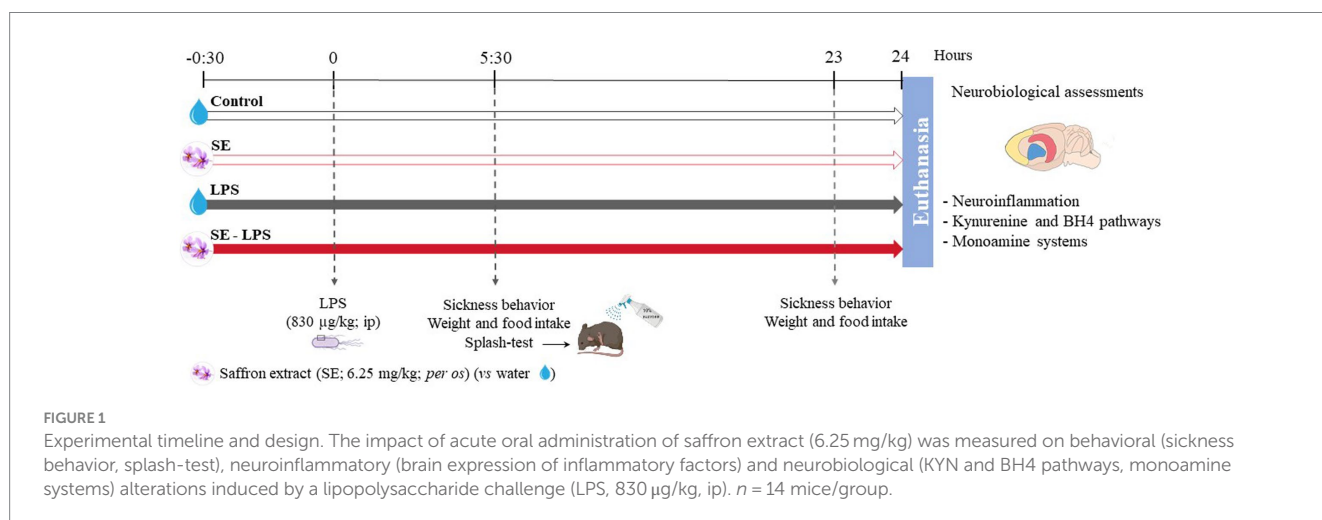 -0:30 0 5:30 23 24 Hours
Control
SE
LPS
SE - LPS
Euthanasia
Neurobiological assessments
- Neuroinflammation
- Kynurenine and BH4 pathways
- Monoamine systems
LPS
(830 µg/kg; ip)
Sickness behavior
Weight and food intake
Splash-test
Sickness behavior
Weight and food intake
Saffron extract (SE; 6.25 mg/kg; per os) (vs water )
FIGURE 1
Experimental timeline and design. The impact of acute oral administration of saffron extract (6.25 mg/kg) was measured on behavioral (sickness
behavior, splash-test), neuroinflammatory (brain expression of inflammatory factors) and neurobiological (KYN and BH4 pathways, monoamine
systems) alterations induced by a lipopolysaccharide challenge (LPS, 830 µg/kg, ip). n = 14 mice/group.